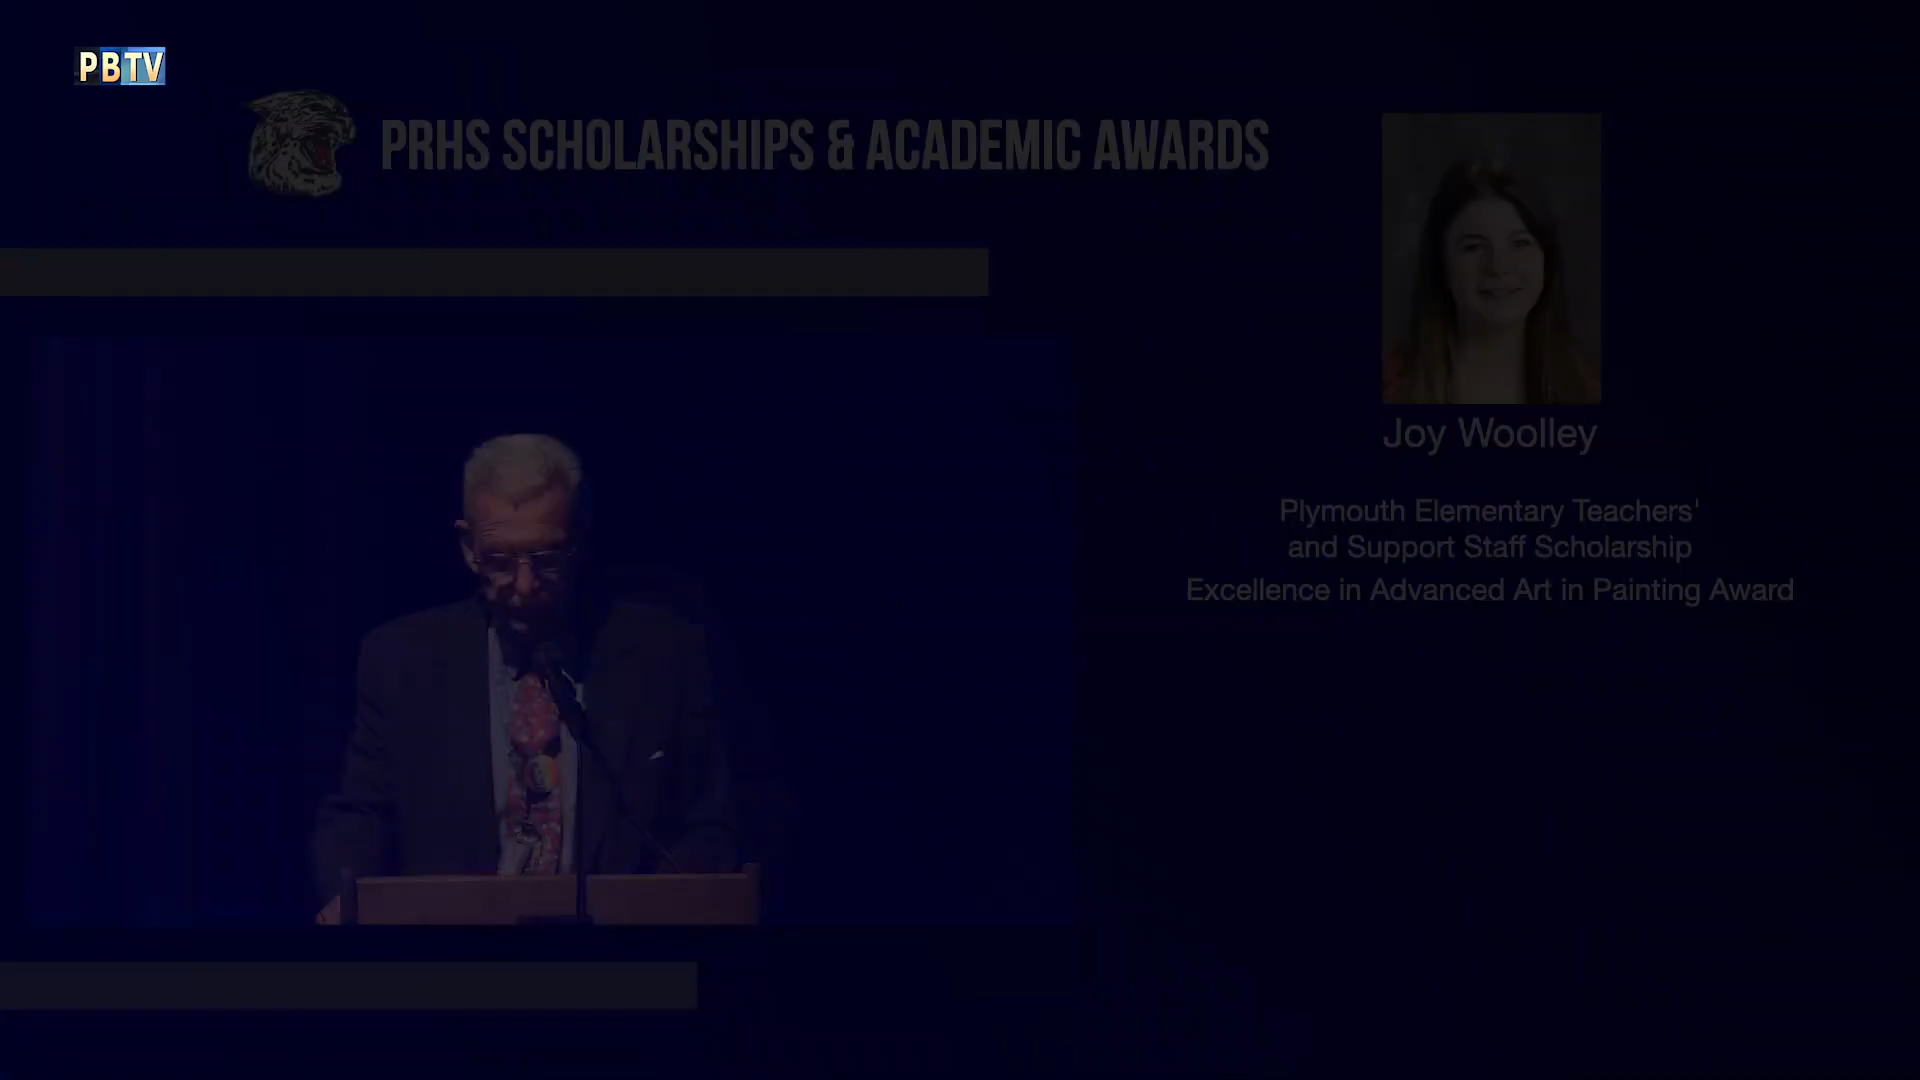 PBTV
PRHS SCHOLARSHIPS & ACADEMIC AWARDS
Joy Woolley
Plymouth Elementary Teachers'
and Support Staff Scholarship
Excellence in Advanced Art in Painting Award